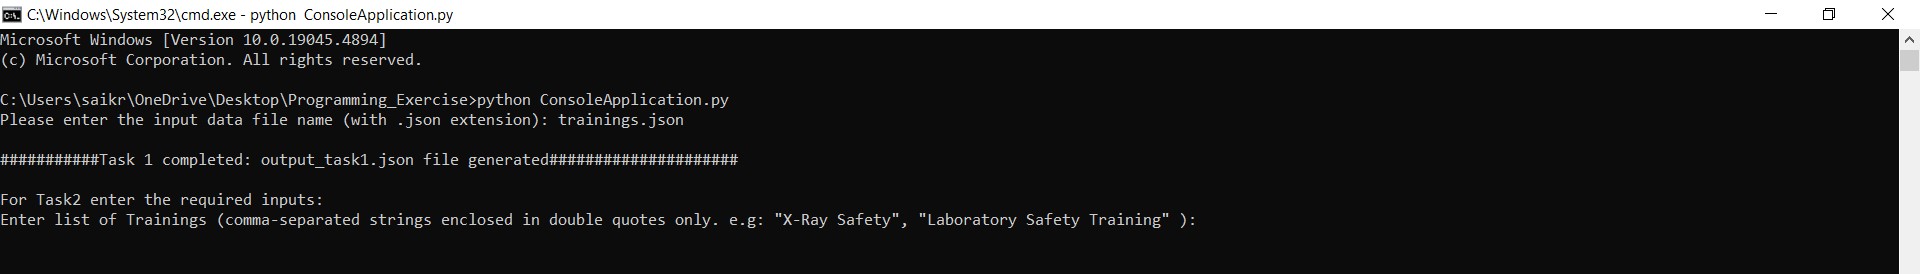 C:\Windows\System32\cmd.exe - python  ConsoleApplication.py
Microsoft Windows [Version 10.0.19045.4894]
(c) Microsoft Corporation. All rights reserved.
C:\Users\saikr\OneDrive\Desktop\Programming_Exercise>python ConsoleApplication.py
Please enter the input data file name (with .json extension): trainings.json
###########Task 1 completed: output_task1.json file generated#####################
For Task2 enter the required inputs:
Enter list of Trainings (comma-separated strings enclosed in double quotes only. e.g: "X-Ray Safety", "Laboratory Safety Training" ):